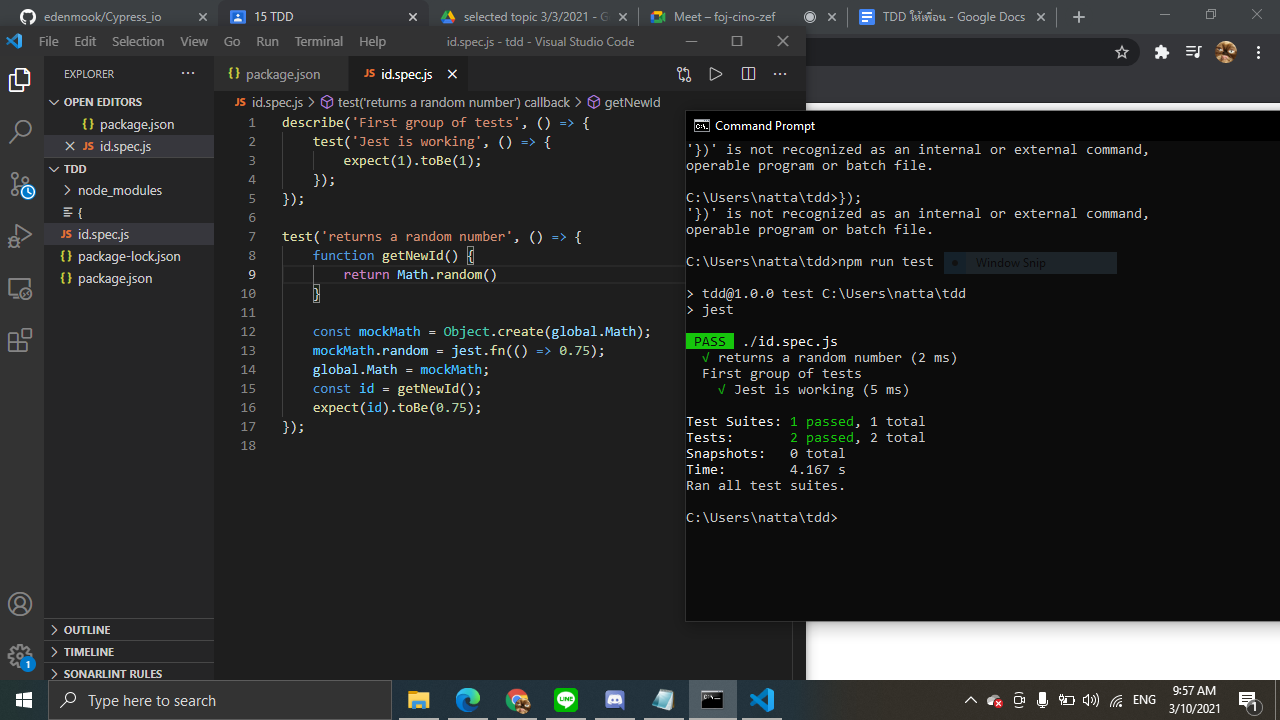 edenmook/Cypress_io
15 TDD
selected topic 3/3/2021 - G
Meet – foj-cino-zef
TDD ให้เพื่อน - Google Docs
File Edit Selection View Go Run Terminal Help
id.spec.js - tdd - Visual Studio Code
EXPLORER
OPEN EDITORS
{} package.json
JS id.spec.js
TDD
node_modules
{
JS id.spec.js
{} package-lock.json
{} package.json
OUTLINE
TIMELINE
SONARLINT RULES
1
{} package.json
JS id.spec.js
JS id.spec.js > test('returns a random number') callback > getNewId
1 describe('First group of tests', () => {
2 test('Jest is working', () => {
3 expect(1).toBe(1);
4 });
5 });
6
7 test('returns a random number', () => {
8 function getNewId() {
9 return Math.random()
10 }
11
12 const mockMath = Object.create(global.Math);
13 mockMath.random = jest.fn(() => 0.75);
14 global.Math = mockMath;
15 const id = getNewId();
16 expect(id).toBe(0.75);
17 });
18
Command Prompt
'})' is not recognized as an internal or external command,
operable program or batch file.
C:\Users\natta\tdd>});
'})' is not recognized as an internal or external command,
operable program or batch file.
C:\Users\natta\tdd>npm run test
Window Snip
> tdd@1.0.0 test C:\Users\natta\tdd
> jest
PASS ./id.spec.js
√ returns a random number (2 ms)
First group of tests
√ Jest is working (5 ms)
Test Suites: 1 passed, 1 total
Tests: 2 passed, 2 total
Snapshots: 0 total
Time: 4.167 s
Ran all test suites.
C:\Users\natta\tdd>
Type here to search
ENG
9:57 AM
3/10/2021
1